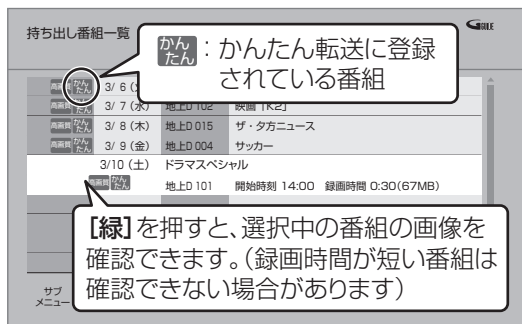 持ち出し番組一覧
G GUIDE
かんたん：かんたん転送に登録
されている番組
高画質 かんたん 3/ 6 (
高画質 かんたん 3/ 7 (水) 地上D 102 映画「K2」
高画質 かんたん 3/ 8 (木) 地上D 015 ザ・夕方ニュース
高画質 かんたん 3/ 9 (金) 地上D 004 サッカー
3/10 (土) ドラマスペシャル
高画質 かんたん 地上D 101 開始時刻 14:00 録画時間 0:30(67MB)
[緑]を押すと、選択中の番組の画像を
確認できます。(録画時間が短い番組は
確認できない場合があります)
サブ
メニュー